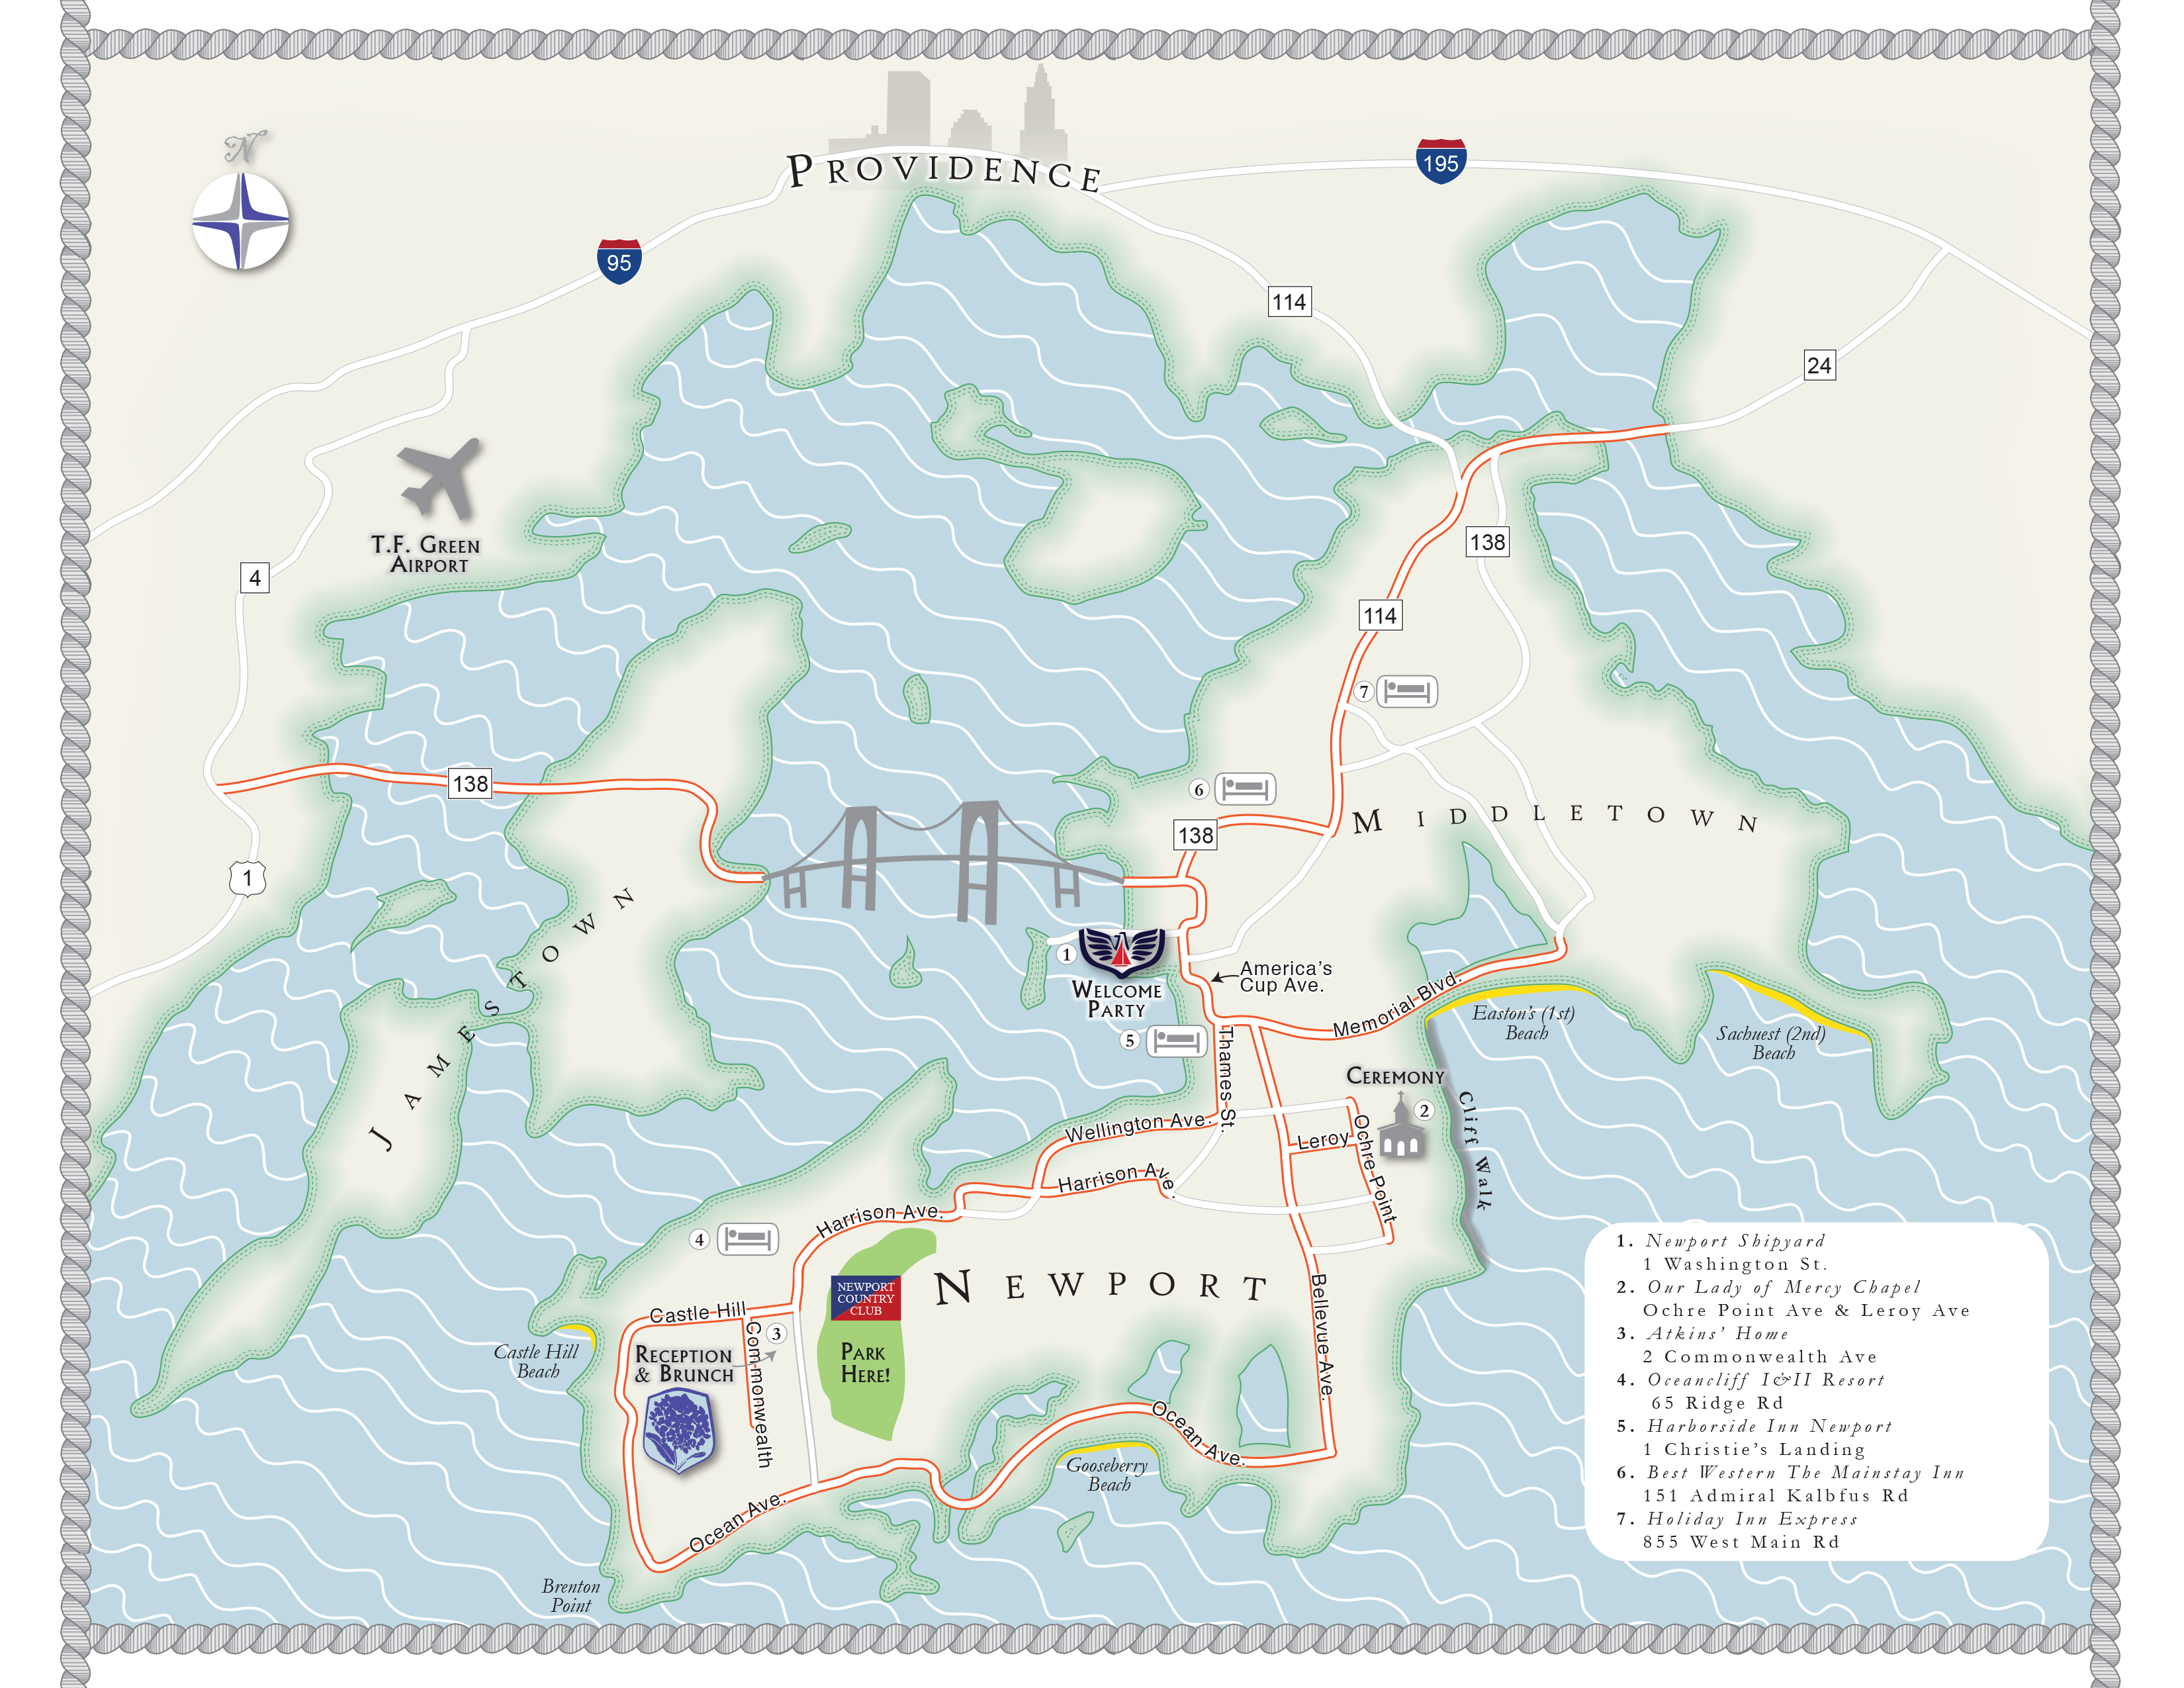 N
PROVIDENCE
195
95
114
24
T.F. GREEN
AIRPORT
4
138
114
7
138
6
138
MIDDLETOWN
1
JAMESTOWN
1
WELCOME
PARTY
America's
Cup Ave.
Memorial Blvd.
Easton's (1st)
Beach
Sachuest (2nd)
Beach
5
Thames St.
CEREMONY
2
Cliff Walk
Wellington Ave.
Leroy
Ochre Point
Harrison Ave.
Harrison Ave.
4
NEWPORT
NEWPORT
COUNTRY
CLUB
PARK
HERE!
Castle Hill
3
Commonwealth
RECEPTION
& BRUNCH
Castle Hill
Beach
Bellevue Ave.
Ocean Ave.
Gooseberry
Beach
Ocean Ave.
Brenton
Point
1. Newport Shipyard
1 Washington St.
2. Our Lady of Mercy Chapel
Ochre Point Ave & Leroy Ave
3. Atkins' Home
2 Commonwealth Ave
4. Oceancliff I&II Resort
65 Ridge Rd
5. Harborside Inn Newport
1 Christie's Landing
6. Best Western The Mainstay Inn
151 Admiral Kalbfus Rd
7. Holiday Inn Express
855 West Main Rd